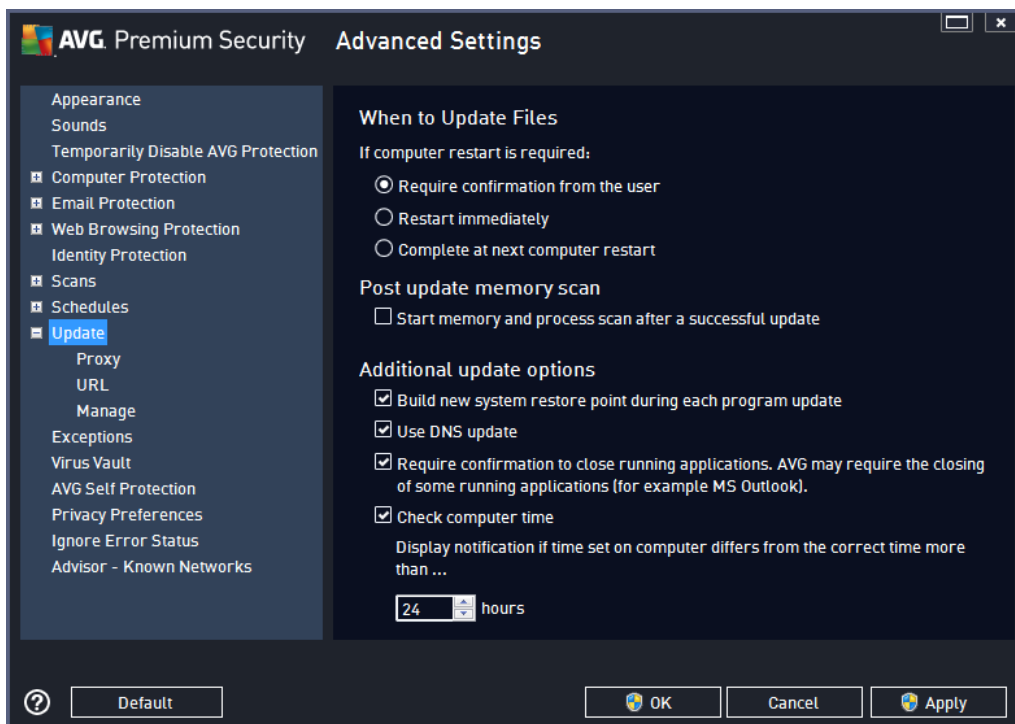 AVG. Premium Security
Advanced Settings
Appearance
Sounds
Temporarily Disable AVG Protection
Computer Protection
Email Protection
Web Browsing Protection
Identity Protection
Scans
Schedules
Update
Proxy
URL
Manage
Exceptions
Virus Vault
AVG Self Protection
Privacy Preferences
Ignore Error Status
Advisor - Known Networks
When to Update Files
If computer restart is required:
Require confirmation from the user
Restart immediately
Complete at next computer restart
Post update memory scan
Start memory and process scan after a successful update
Additional update options
Build new system restore point during each program update
Use DNS update
Require confirmation to close running applications. AVG may require the closing
of some running applications (for example MS Outlook).
Check computer time
Display notification if time set on computer differs from the correct time more
than ...
24 hours
Default
OK
Cancel
Apply